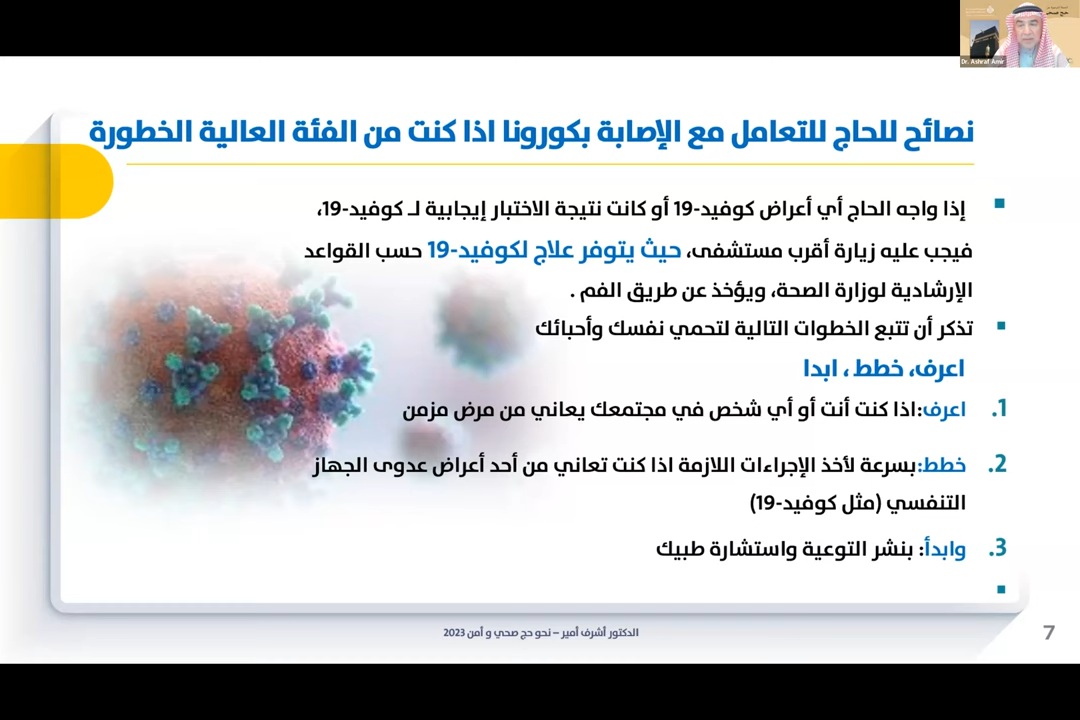 Dr. Ashraf Amir
نصائح للحاج للتعامل مع الإصابة بكورونا اذا كنت من الفئة العالية الخطورة
▪ إذا واجه الحاج أي أعراض كوفيد-19 أو كانت نتيجة الاختبار إيجابية لـ كوفيد-19،
فيجب عليه زيارة أقرب مستشفى، حيث يتوفر علاج لكوفيد-19 حسب القواعد
الإرشادية لوزارة الصحة، ويؤخذ عن طريق الفم .
▪ تذكر أن تتبع الخطوات التالية لتحمي نفسك وأحبائك
اعرف، خطط ، ابدا
1. اعرف:اذا كنت أنت أو أي شخص في مجتمعك يعاني من مرض مزمن
2. خطط:بسرعة لأخذ الإجراءات اللازمة اذا كنت تعاني من أحد أعراض عدوى الجهاز
التنفسي (مثل كوفيد-19)
3. وابدأ: بنشر التوعية واستشارة طبيك
▪
الدكتور أشرف أمير – نحو حج صحي و أمن 2023
7